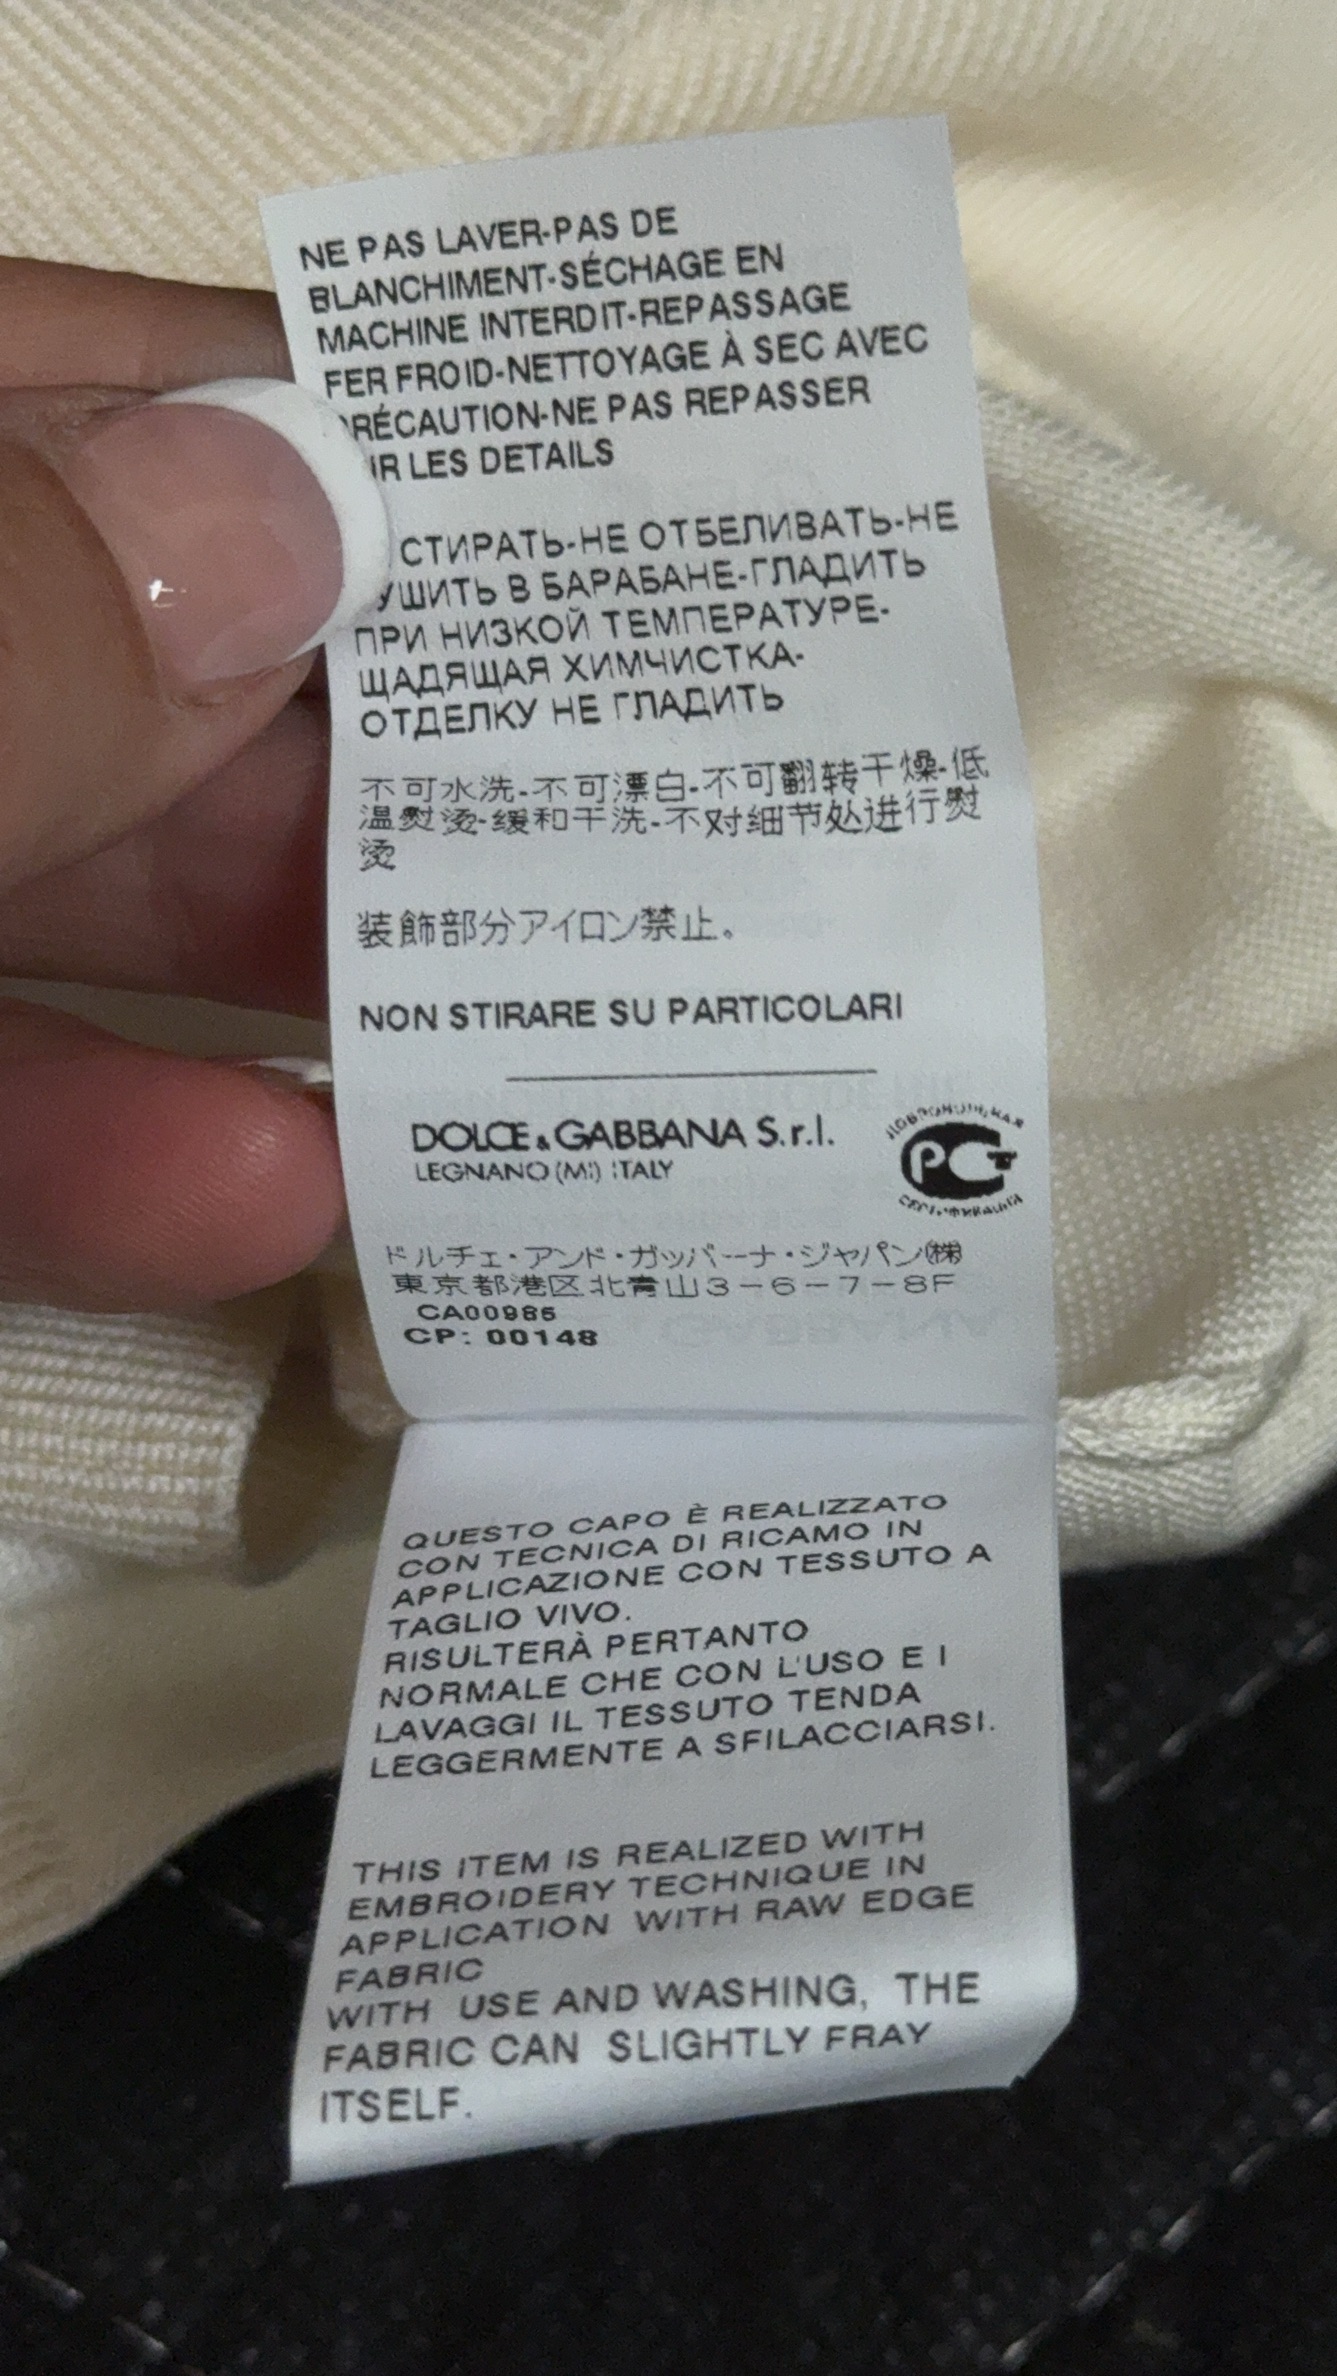 NE PAS LAVER-PAS DE
BLANCHIMENT-SÉCHAGE EN
MACHINE INTERDIT-REPASSAGE
FER FROID-NETTOYAGE À SEC AVEC
RÉCAUTION-NE PAS REPASSER
LES DETAILS
СТИРАТЬ-НЕ ОТБЕЛИВАТЬ-НЕ
УШИТЬ В БАРАБАНЕ-ГЛАДИТЬ
ПРИ НИЗКОЙ ТЕМПЕРАТУРЕ-
ЩАДЯЩАЯ ХИМЧИСТКА-
ОТДЕЛКУ НЕ ГЛАДИТЬ
不可水洗-不可漂白-不可翻转干燥-低
温熨烫-缓和干洗-不对细节处进行熨
烫
装飾部分アイロン禁止。
NON STIRARE SU PARTICOLARI
DOLCE & GABBANA S.r.l.
LEGNANO (MI) ITALY
ДОБРОВОЛЬНАЯ
РСТ
СЕРТИФИКАЦИЯ
ドルチェ・アンド・ガッバーナ・ジャパン㈱
東京都港区北青山3-6-7-8F
CA00985
CP: 00148
QUESTO CAPO È REALIZZATO
CON TECNICA DI RICAMO IN
APPLICAZIONE CON TESSUTO A
TAGLIO VIVO.
RISULTERÀ PERTANTO
NORMALE CHE CON L'USO E I
LAVAGGI IL TESSUTO TENDA
LEGGERMENTE A SFILACCIARSI.
THIS ITEM IS REALIZED WITH
EMBROIDERY TECHNIQUE IN
APPLICATION WITH RAW EDGE
FABRIC
WITH USE AND WASHING, THE
FABRIC CAN SLIGHTLY FRAY
ITSELF.